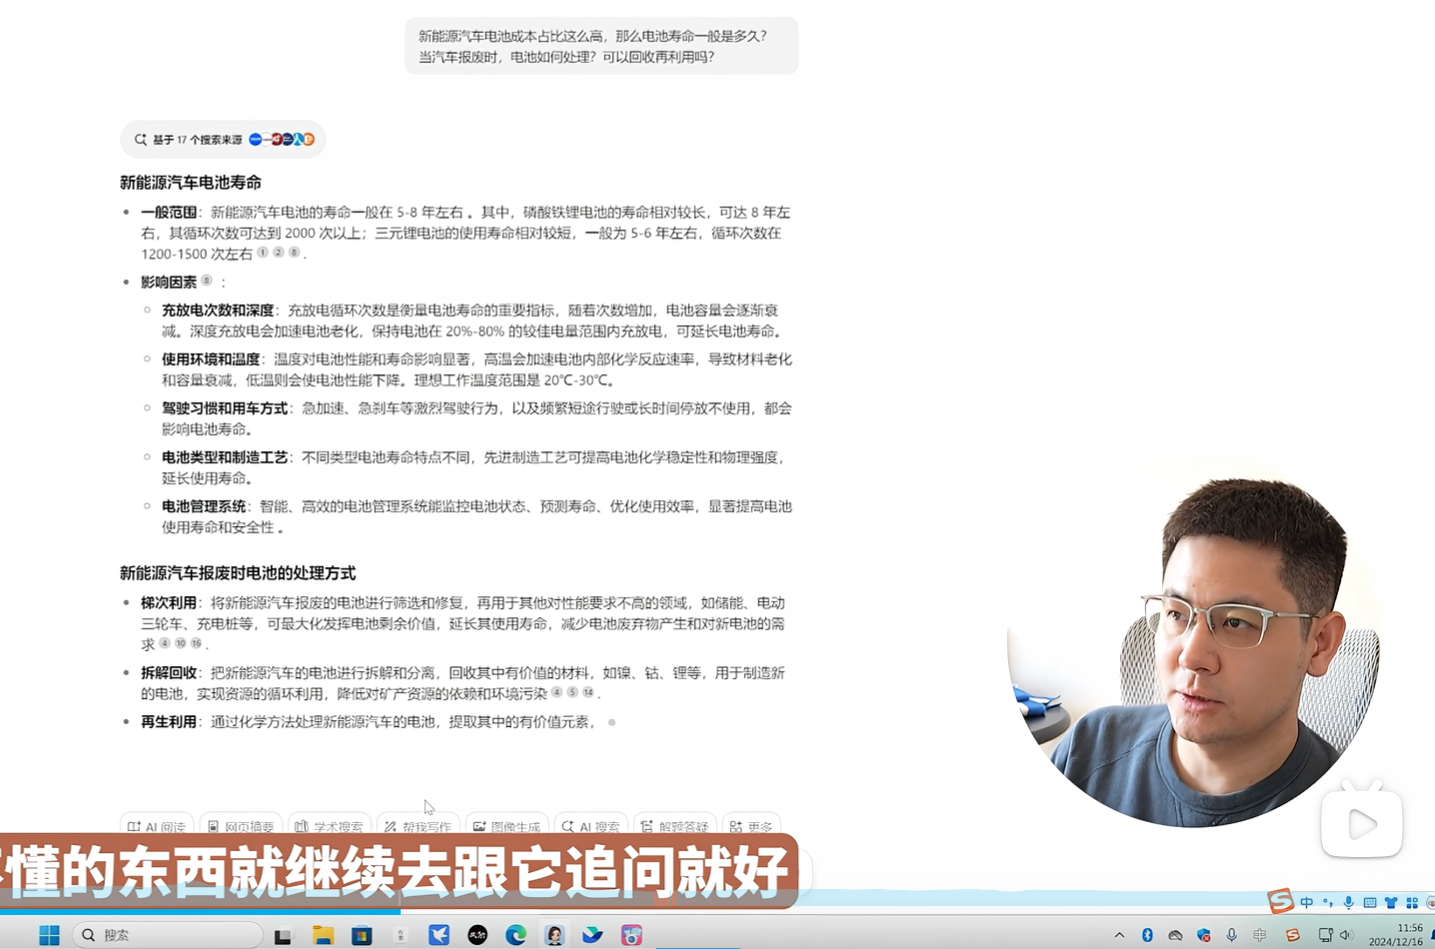 新能源汽车电池成本占比这么高，那么电池寿命一般是多久？
当汽车报废时，电池如何处理？可以回收再利用吗？
基于 17 个搜索来源
新能源汽车电池寿命
一般范围：新能源汽车电池的寿命一般在 5-8 年左右 。其中，磷酸铁锂电池的寿命相对较长，可达 8 年左
右，其循环次数可达到 2000 次以上；三元锂电池的使用寿命相对较短，一般为 5-6 年左右，循环次数在
1200-1500 次左右 ① ② ⑧ .
影响因素 ⑧ ：
充放电次数和深度：充放电循环次数是衡量电池寿命的重要指标，随着次数增加，电池容量会逐渐衰
减。深度充放电会加速电池老化，保持电池在 20%-80% 的较佳电量范围内充放电，可延长电池寿命。
使用环境和温度：温度对电池性能和寿命影响显著，高温会加速电池内部化学反应速率，导致材料老化
和容量衰减，低温则会使电池性能下降。理想工作温度范围是 20℃-30℃。
驾驶习惯和用车方式：急加速、急刹车等激烈驾驶行为，以及频繁短途行驶或长时间停放不使用，都会
影响电池寿命。
电池类型和制造工艺：不同类型电池寿命特点不同，先进制造工艺可提高电池化学稳定性和物理强度，
延长使用寿命。
电池管理系统：智能、高效的电池管理系统能监控电池状态、预测寿命、优化使用效率，显著提高电池
使用寿命和安全性 。
新能源汽车报废时电池的处理方式
梯次利用：将新能源汽车报废的电池进行筛选和修复，再用于其他对性能要求不高的领域，如储能、电动
三轮车、充电桩等，可最大化发挥电池剩余价值，延长其使用寿命，减少电池废弃物产生和对新电池的需
求 ④ ⑩ ⑯ .
拆解回收：把新能源汽车的电池进行拆解和分离，回收其中有价值的材料，如镍、钴、锂等，用于制造新
的电池，实现资源的循环利用，降低对矿产资源的依赖和环境污染 ④ ⑤ ⑭ .
再生利用：通过化学方法处理新能源汽车的电池，提取其中的有价值元素，
AI 阅读 网页摘要 学术搜索 帮我写作 图像生成 AI 搜索 解题答疑 更多
懂的东西就继续去跟它追问就好
中
搜索
中
11:56
2024/12/16